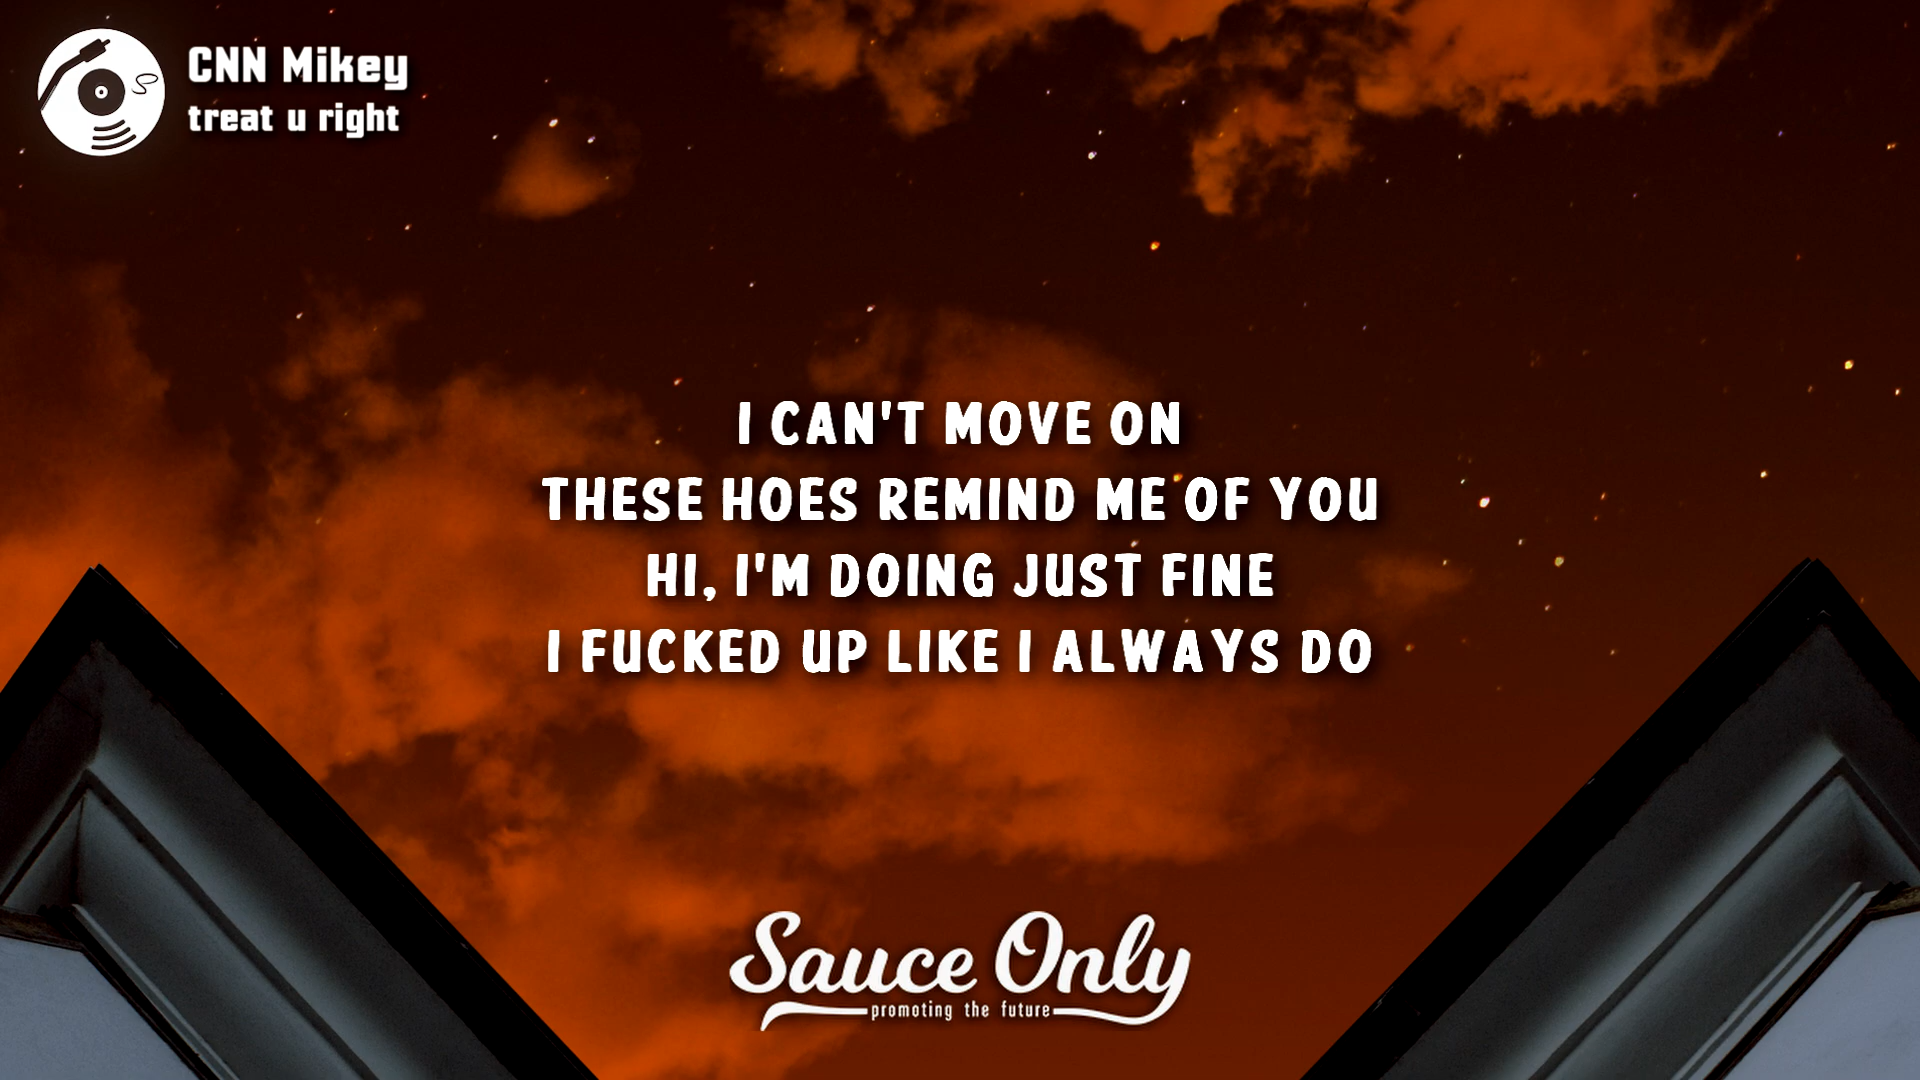 CNN Mikey
treat u right
I CAN'T MOVE ON
THESE HOES REMIND ME OF YOU
HI, I'M DOING JUST FINE
I FUCKED UP LIKE I ALWAYS DO
Sauce Only
promoting the future